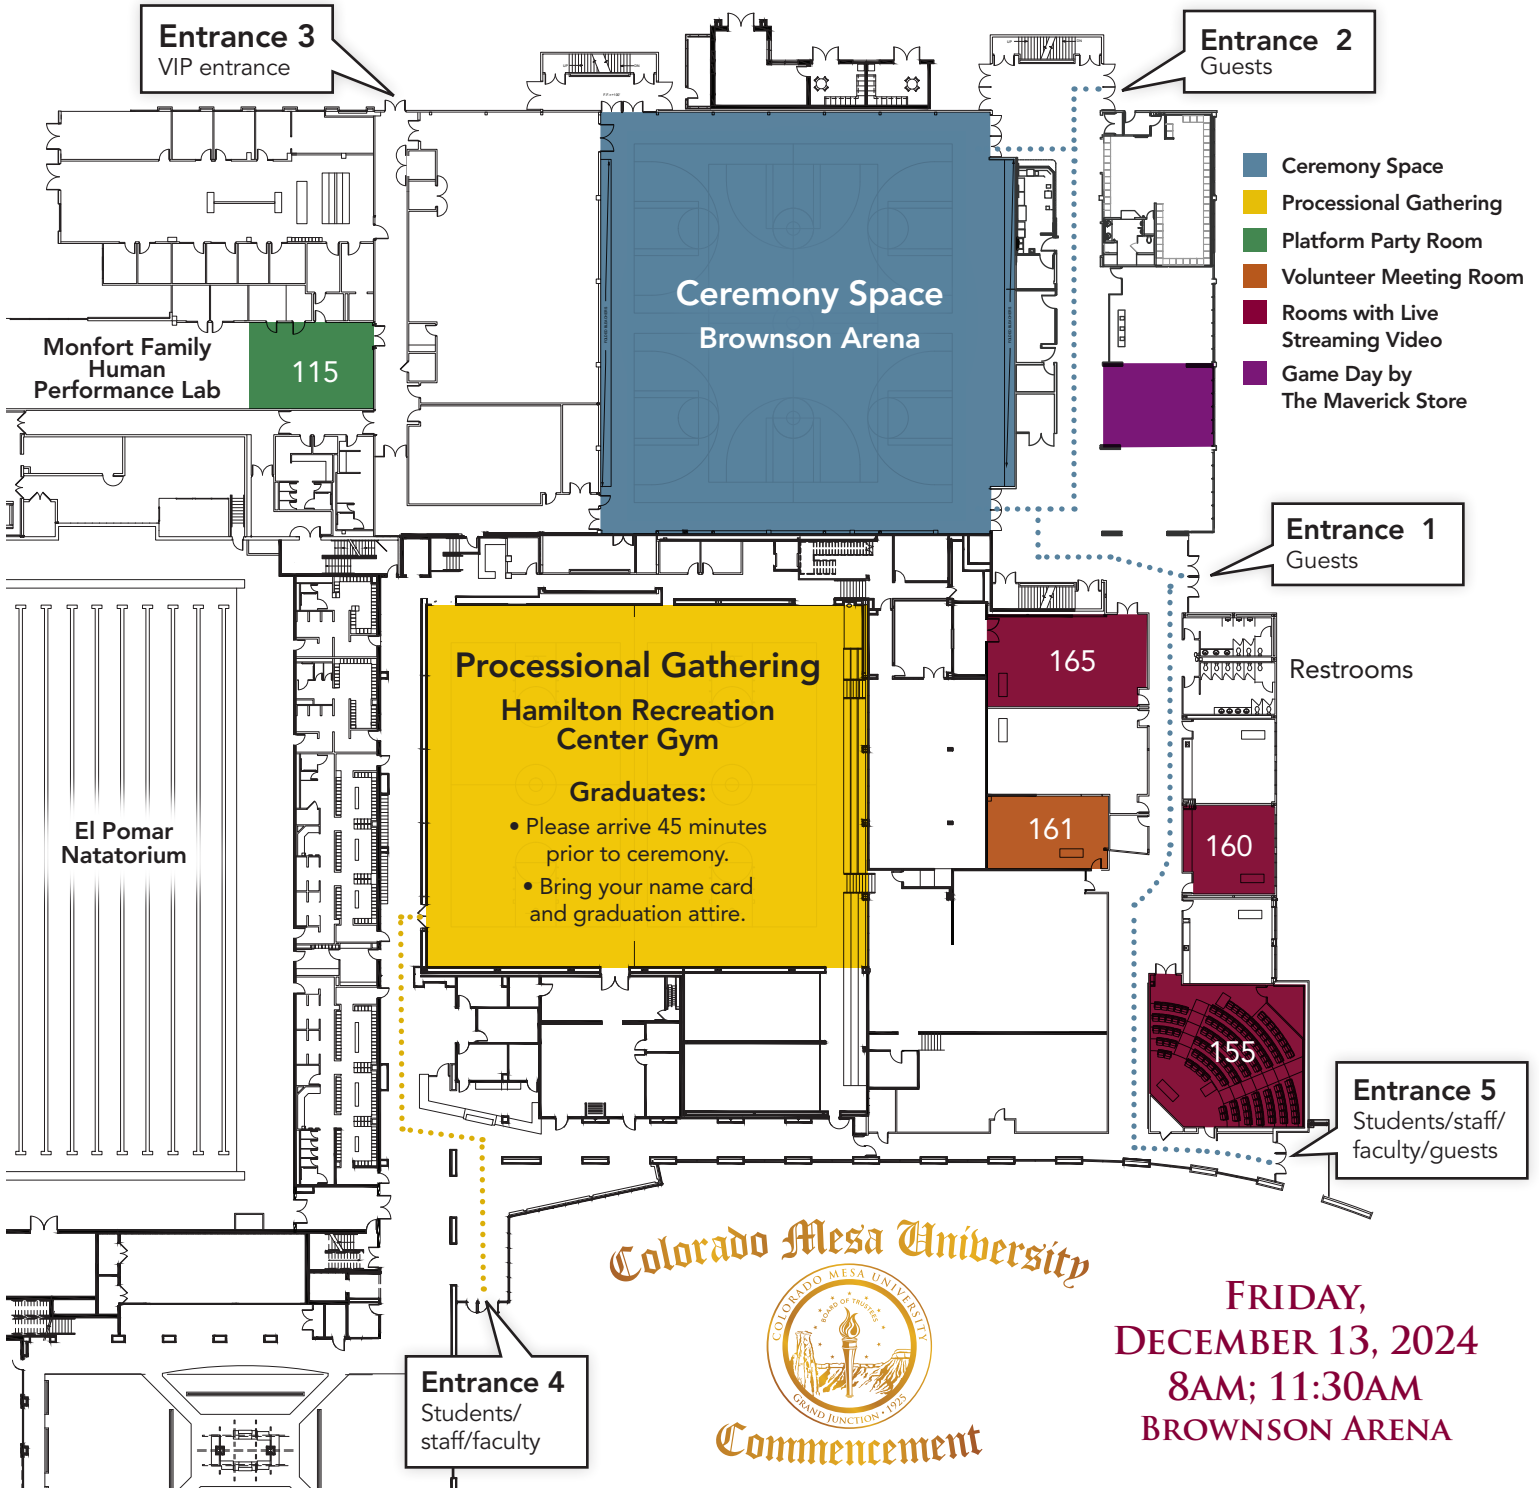 Entrance 3
VIP entrance
Entrance 2
Guests
Ceremony Space
Processional Gathering
Platform Party Room
Volunteer Meeting Room
Rooms with Live
Streaming Video
Game Day by
The Maverick Store
Ceremony Space
Brownson Arena
Monfort Family
Human
Performance Lab
115
Entrance 1
Guests
Processional Gathering
Hamilton Recreation
Center Gym
Graduates:
• Please arrive 45 minutes
prior to ceremony.
• Bring your name card
and graduation attire.
165
Restrooms
161
160
El Pomar
Natatorium
155
Entrance 5
Students/staff/
faculty/guests
Entrance 4
Students/
staff/faculty
Colorado Mesa University
COLORADO MESA UNIVERSITY
BOARD OF TRUSTEES
GRAND JUNCTION • 1925
Commencement
FRIDAY,
DECEMBER 13, 2024
8AM; 11:30AM
BROWNSON ARENA